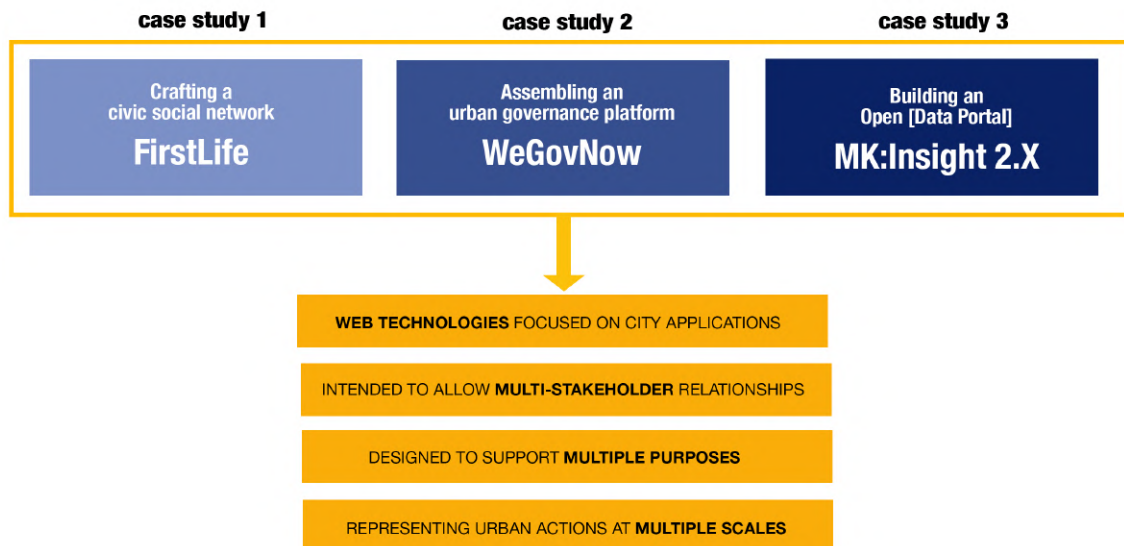 case study 1
case study 2
case study 3
Crafting a
civic social network
FirstLife
Assembling an
urban governance platform
WeGovNow
Building an
Open [Data Portal]
MK:Insight 2.X
WEB TECHNOLOGIES FOCUSED ON CITY APPLICATIONS
INTENDED TO ALLOW MULTI-STAKEHOLDER RELATIONSHIPS
DESIGNED TO SUPPORT MULTIPLE PURPOSES
REPRESENTING URBAN ACTIONS AT MULTIPLE SCALES